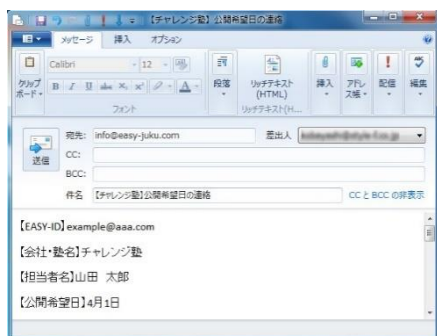 【チャレンジ塾】公開希望日の連絡
メッセージ 挿入 オプション
クリップボード
Calibri 12
B I U abc X₂ X² A
フォント
段落
リッチテキスト (HTML)
リッチテキスト(H...
挿入
アドレス帳
配信
編集
宛先: info@easy-juku.com 差出人
送信
CC:
BCC:
件名 【チャレンジ塾】公開希望日の連絡 CC と BCC の非表示
【EASY-ID】example@aaa.com
【会社・塾名】チャレンジ塾
【担当者名】山田 太郎
【公開希望日】4月1日